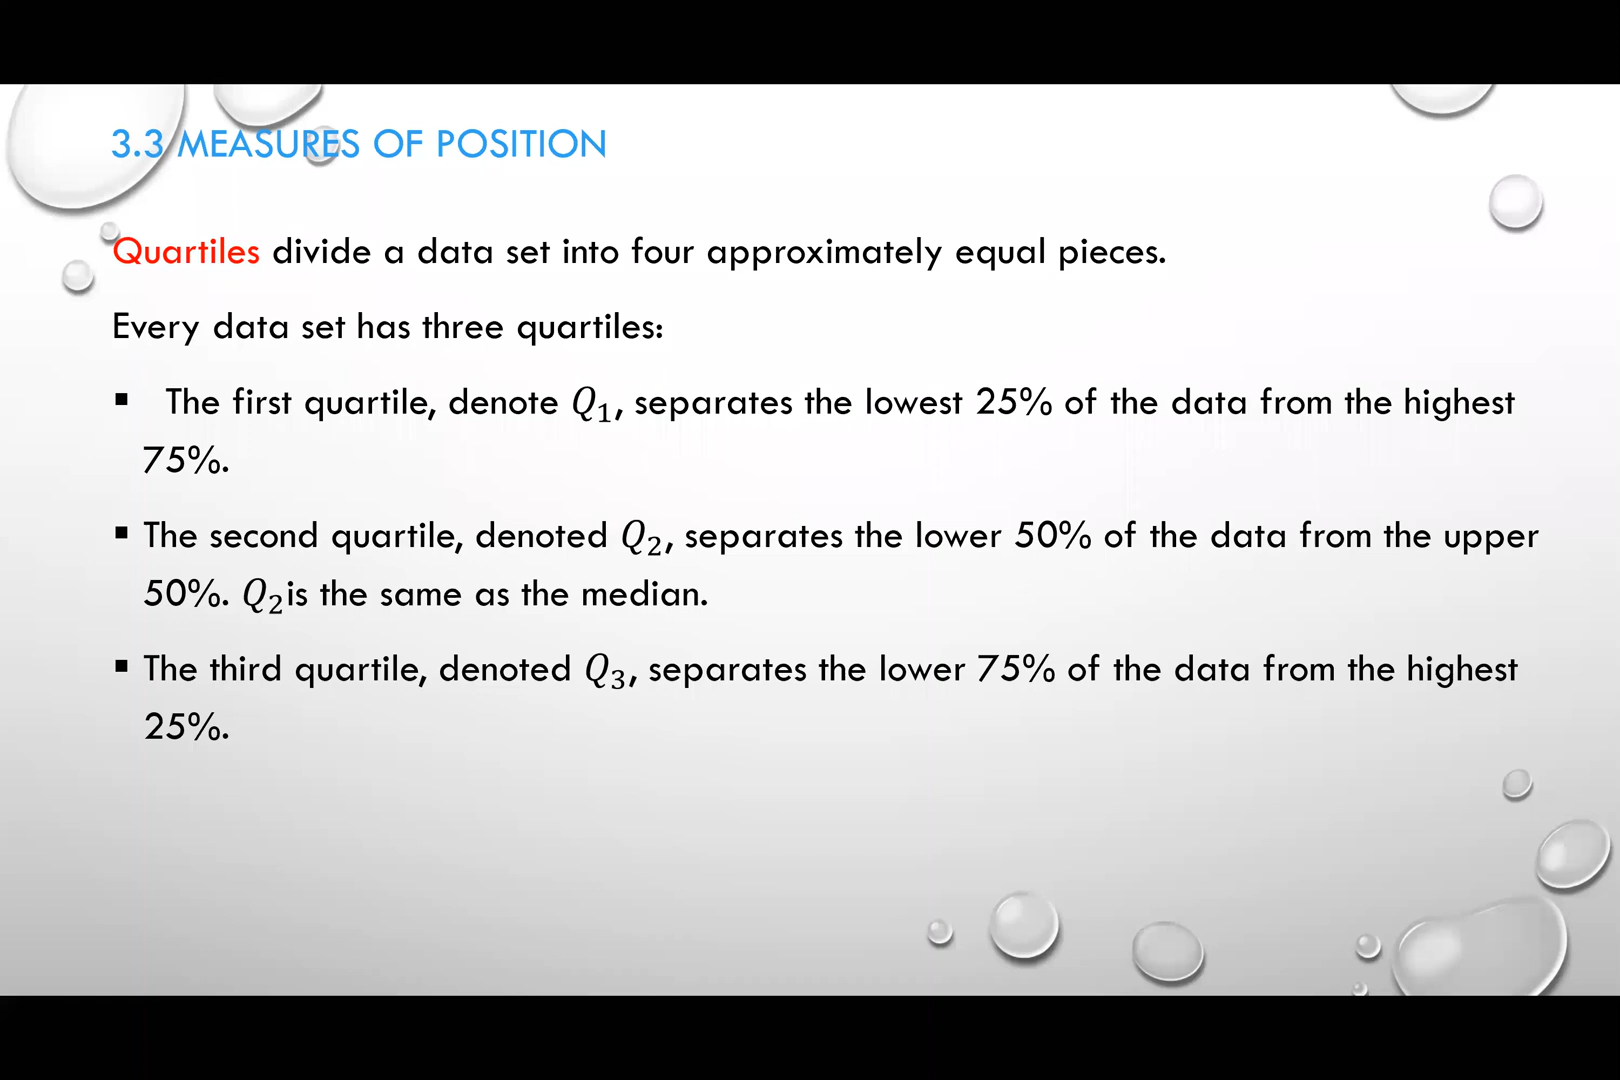 3.3 MEASURES OF POSITION
Quartiles divide a data set into four approximately equal pieces.
Every data set has three quartiles:
▪ The first quartile, denote Q₁, separates the lowest 25% of the data from the highest
75%.
▪ The second quartile, denoted Q₂, separates the lower 50% of the data from the upper
50%. Q₂ is the same as the median.
▪ The third quartile, denoted Q₃, separates the lower 75% of the data from the highest
25%.